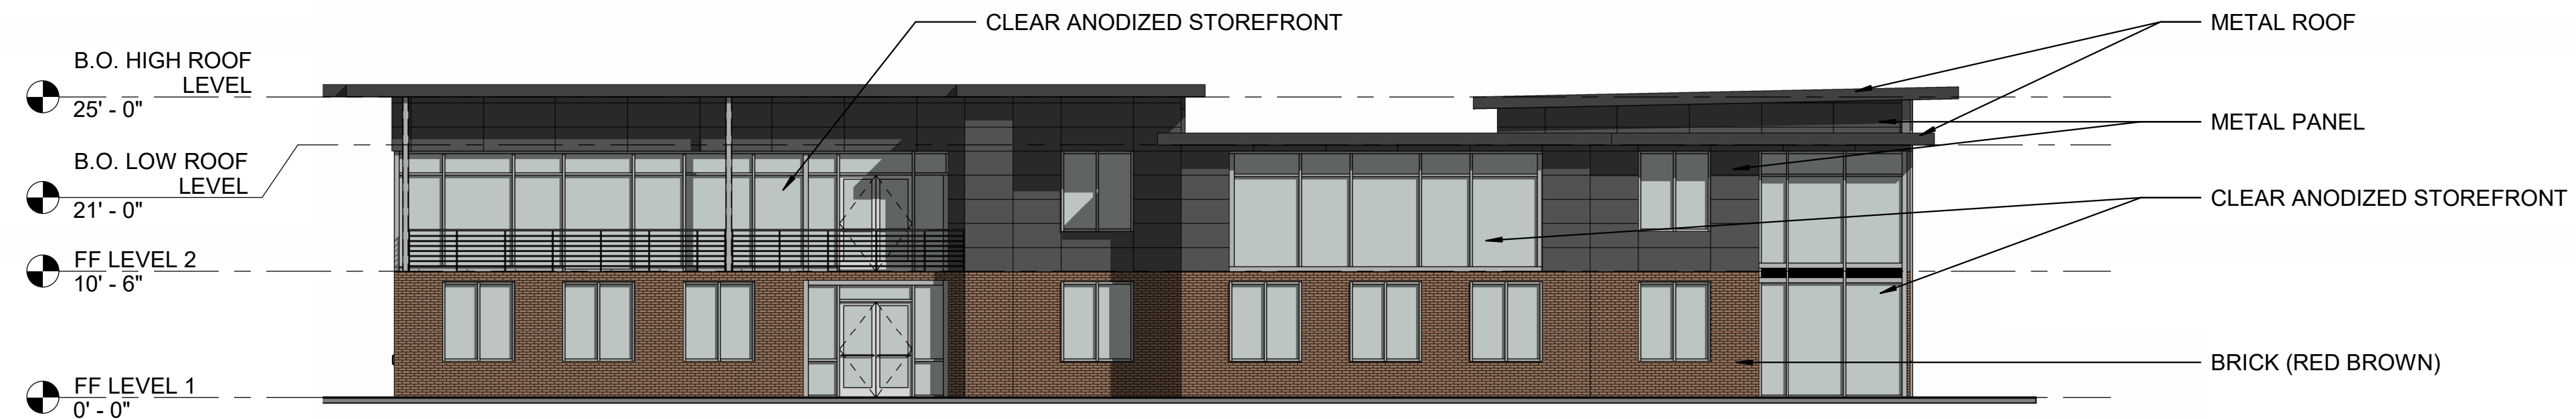 CLEAR ANODIZED STOREFRONT
METAL ROOF
B.O. HIGH ROOF
LEVEL
25' - 0"
METAL PANEL
B.O. LOW ROOF
LEVEL
21' - 0"
CLEAR ANODIZED STOREFRONT
FF LEVEL 2
10' - 6"
BRICK (RED BROWN)
FF LEVEL 1
0' - 0"